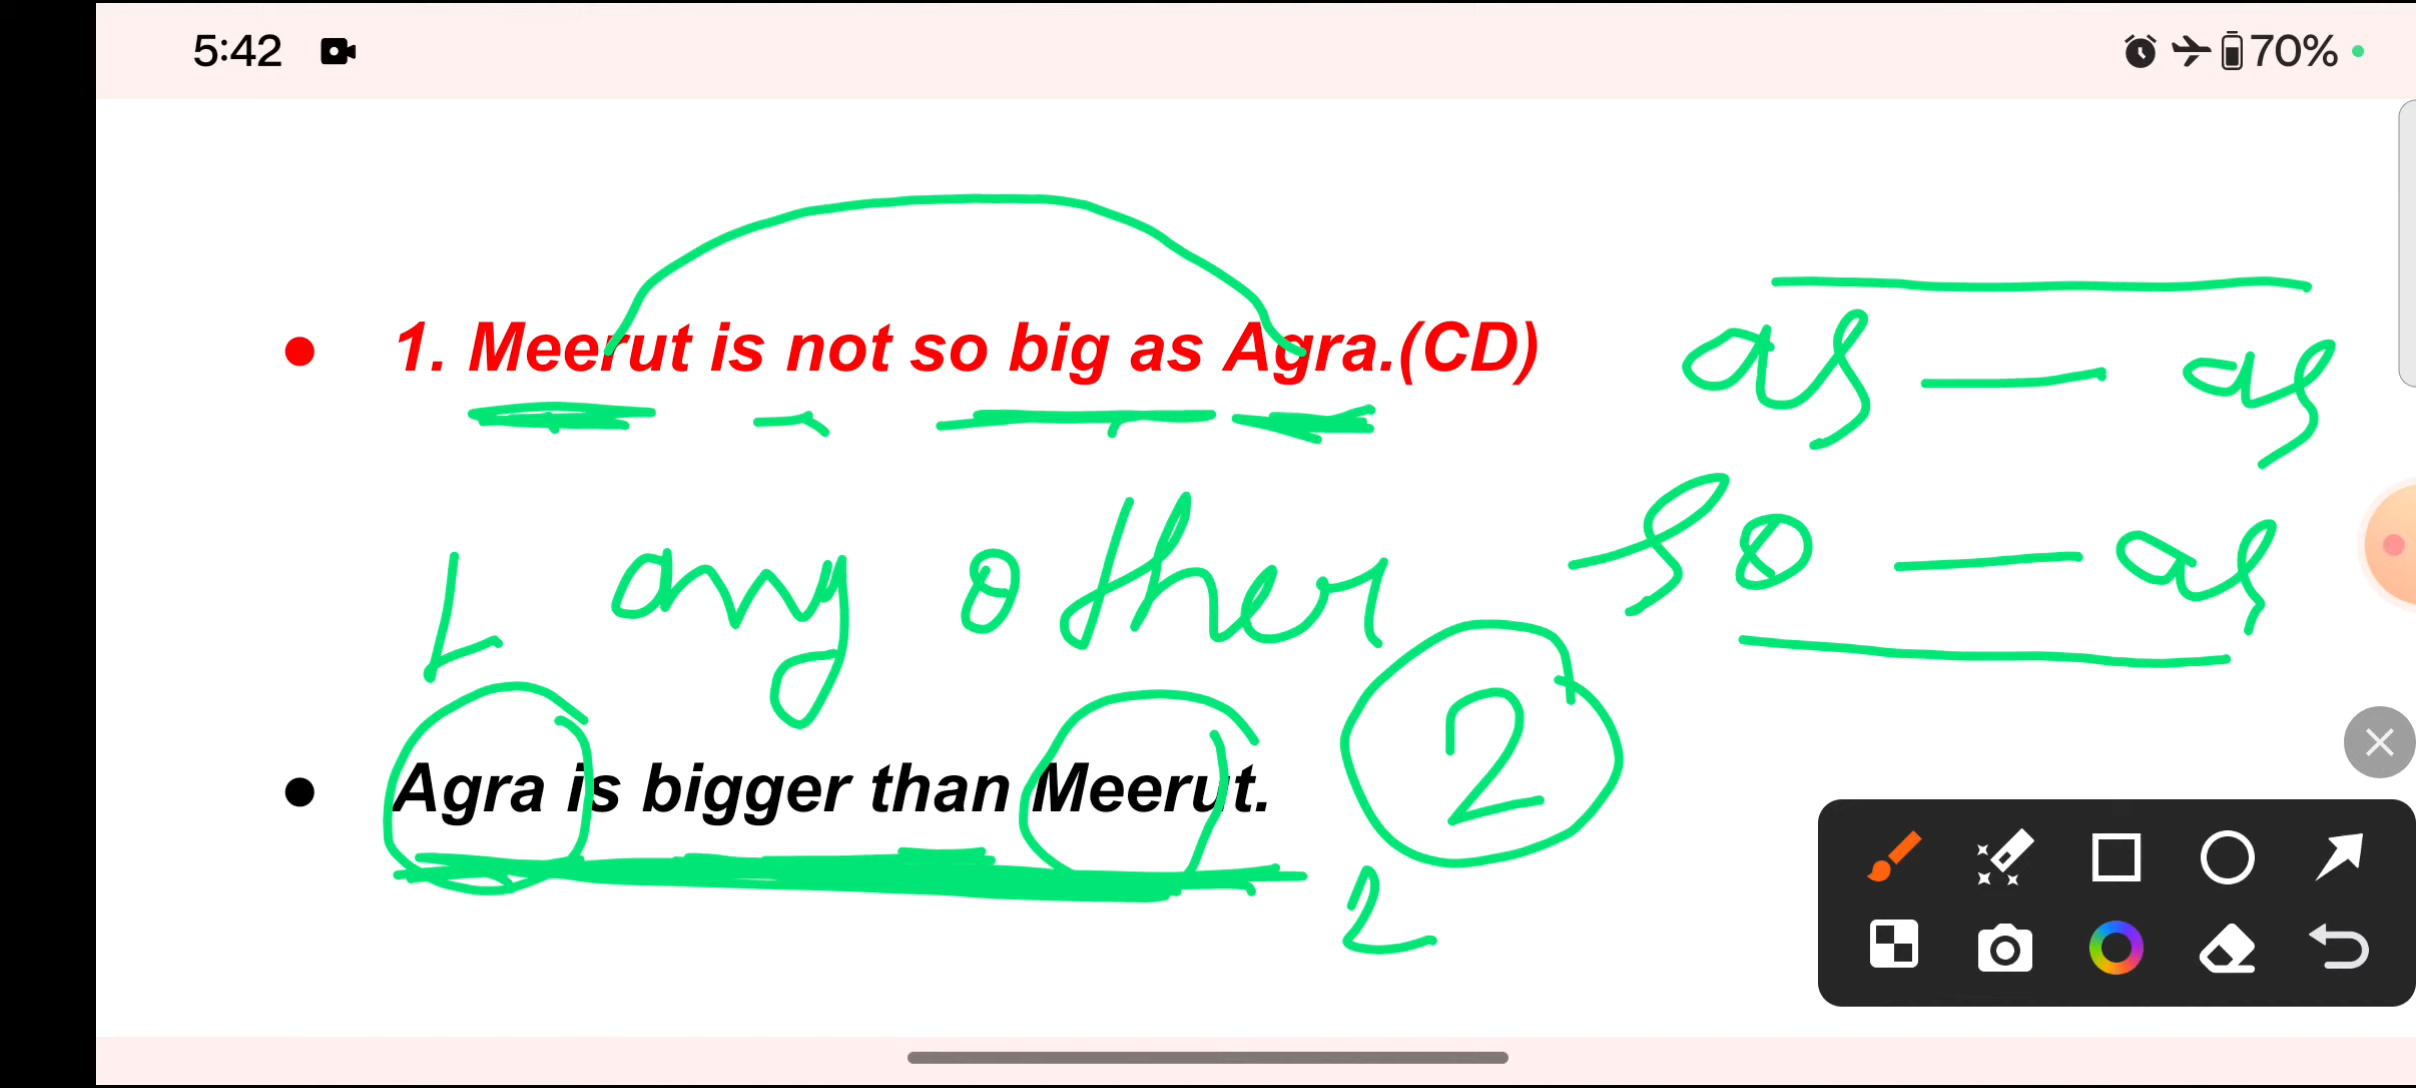 5:42 70%
1. Meerut is not so big as Agra.(CD)
as — as
so — as
any other
2
Agra is bigger than Meerut.
2